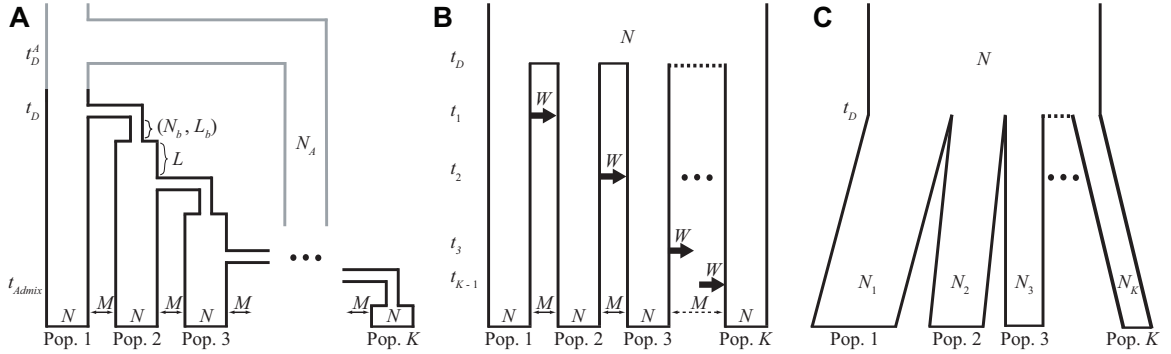 A
t_D^A
t_D
(N_b, L_b)
L
N_A
t_Admix
N M N M N M M N
Pop. 1 Pop. 2 Pop. 3 Pop. K
B
N
t_D
W
t_1
W
t_2
W
t_3
W
t_{K-1}
N M N M N M N
Pop. 1 Pop. 2 Pop. 3 Pop. K
C
N
t_D
N_1 N_2 N_3 N_K
Pop. 1 Pop. 2 Pop. 3 Pop. K